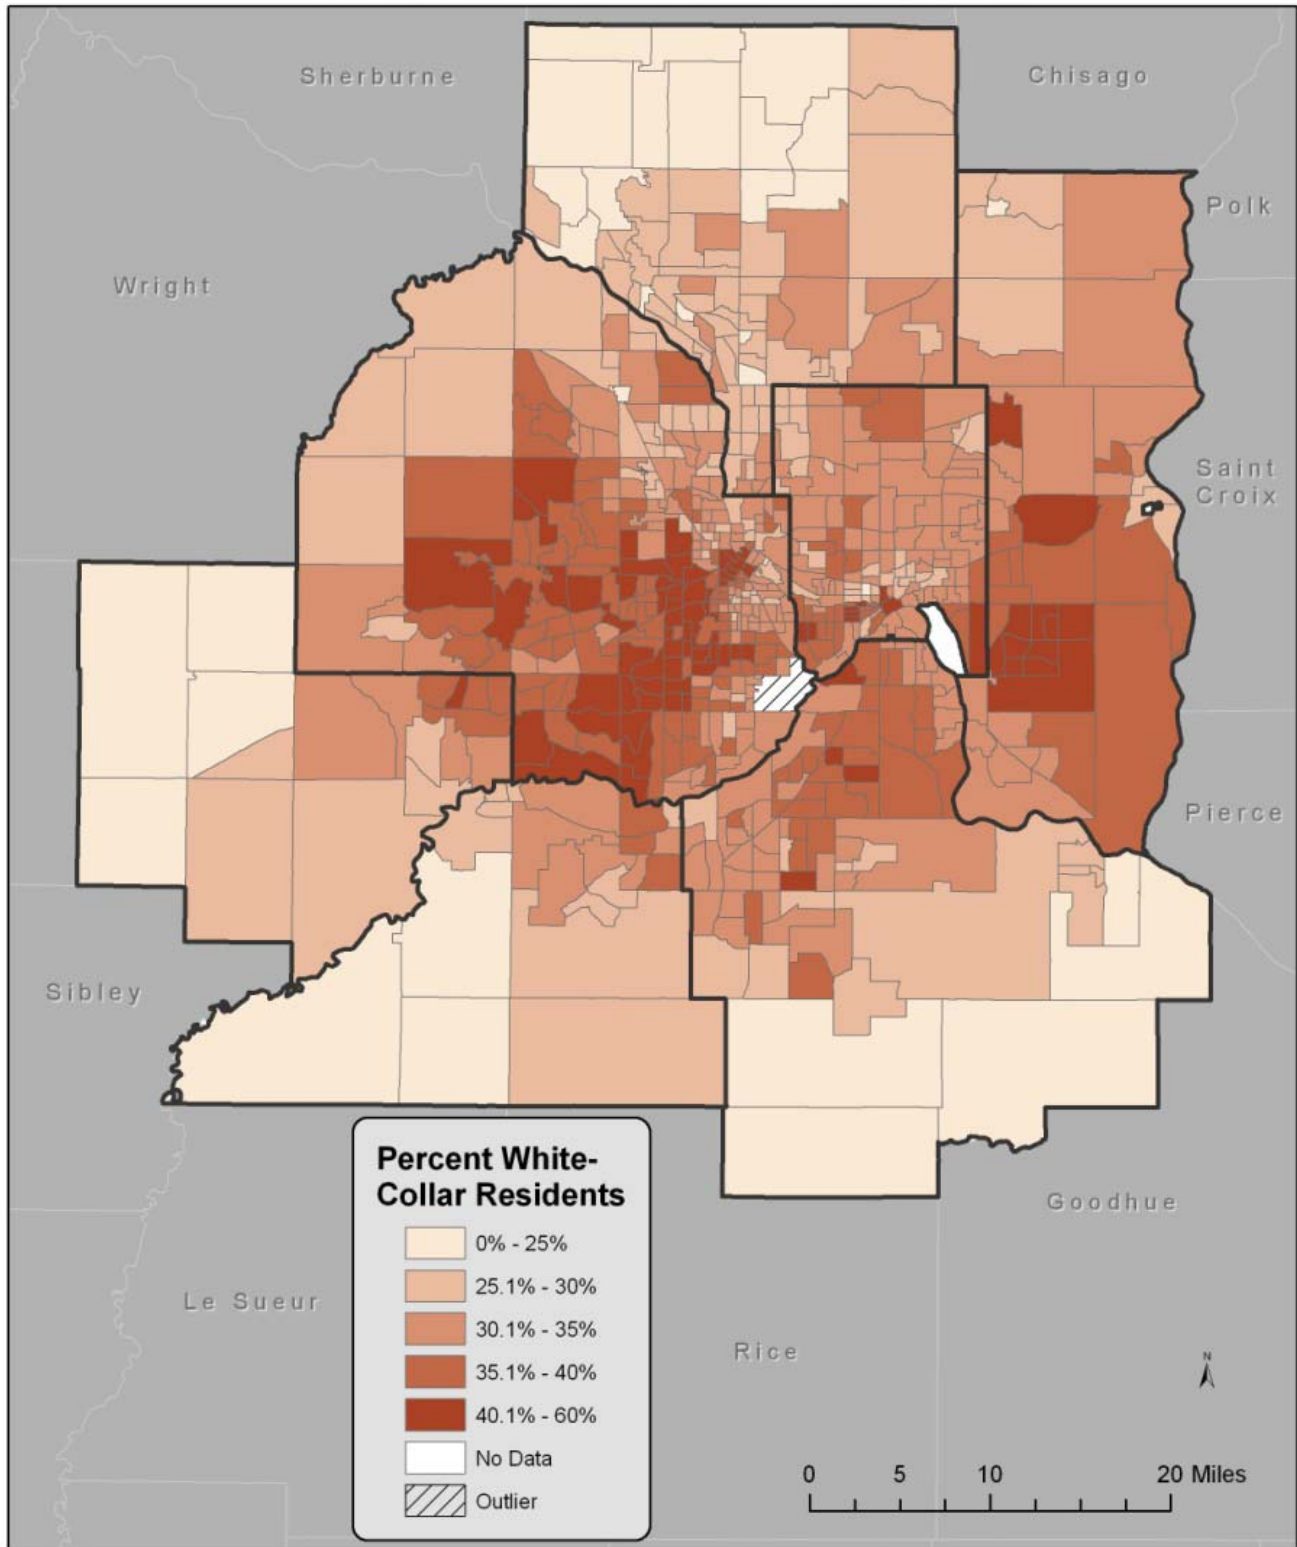 Sherburne
Chisago
Polk
Wright
Saint
Croix
Pierce
Sibley
Goodhue
Le Sueur
Rice
Percent White-
Collar Residents
0% - 25%
25.1% - 30%
30.1% - 35%
35.1% - 40%
40.1% - 60%
No Data
Outlier
N
0 5 10 20 Miles